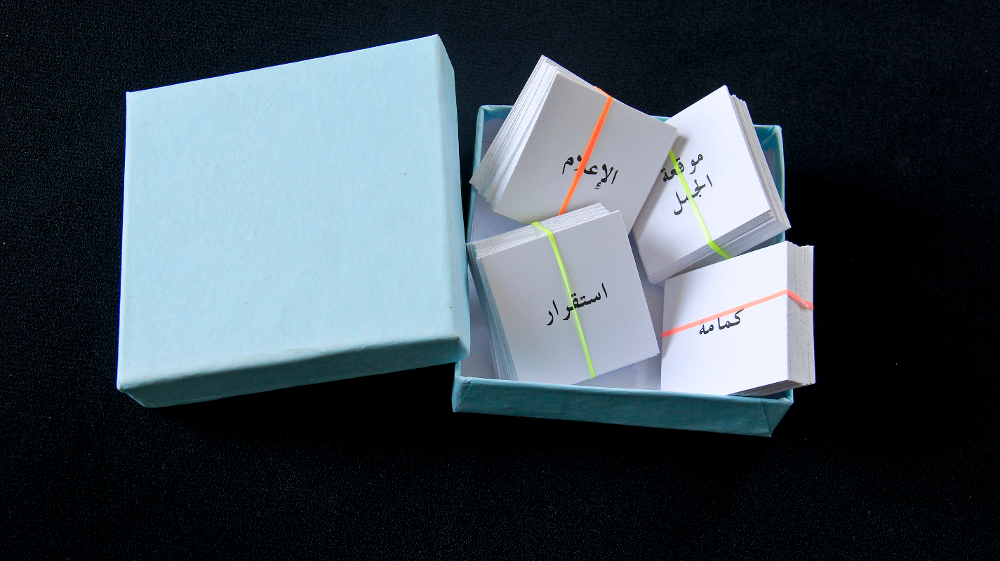 الإعلام
موقعة
الجمل
استقرار
كمامه